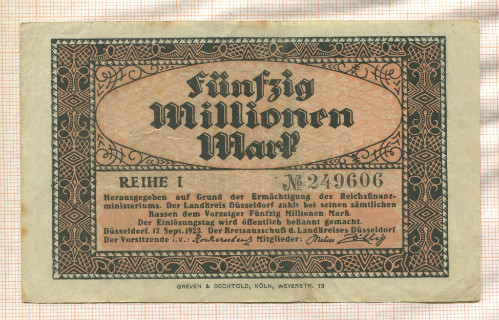 Fünfzig
Millionen
Mark
REIHE I № 249606
Herausgegeben auf Grund der Ermächtigung des Reichsfinanz-
ministeriums. Der Landkreis Düsseldorf zahlt bei seinen sämtlichen
Kassen dem Vorzeiger Fünfzig Millionen Mark.
Der Einlösungstag wird öffentlich bekannt gemacht.
Düsseldorf, 17. Sept. 1923. Der Kreisausschuß d. Landkreises Düsseldorf
Der Vorsitzende i.V.: Mitglieder:
GREVEN & BECHTOLD, KÖLN, WEYERSTR. 19